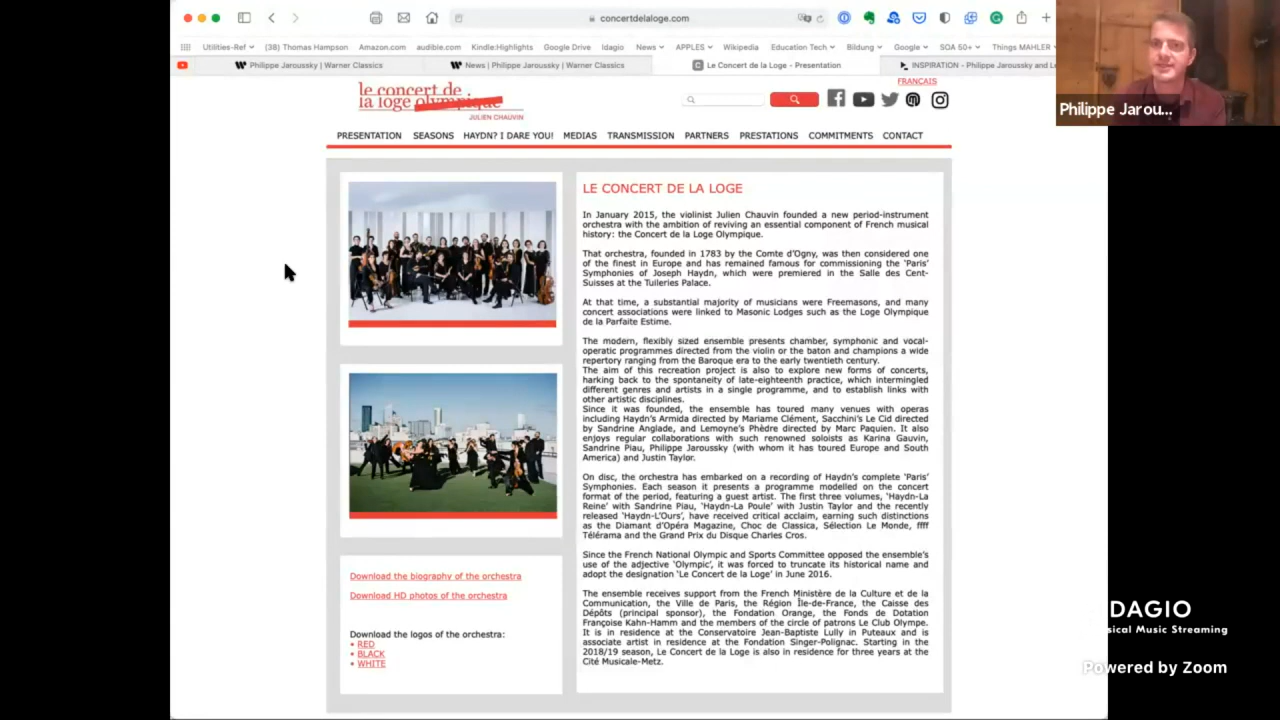 concertdelaloge.com
Utilities-Ref
(38) Thomas Hampson
Amazon.com
audible.com
Kindle:Highlights
Google Drive
Idagio
News
APPLES
Wikipedia
Education Tech
Bildung
Google
SOA 50+
Things MAHLER
Philippe Jaroussky | Warner Classics
News | Philippe Jaroussky | Warner Classics
Le Concert de la Loge - Presentation
INSPIRATION - Philippe Jaroussky and Le
Philippe Jarou...
FRANÇAIS
le concert de
la loge olympique
JULIEN CHAUVIN
PRESENTATION SEASONS HAYDN? I DARE YOU! MEDIAS TRANSMISSION PARTNERS PRESTATIONS COMMITMENTS CONTACT
LE CONCERT DE LA LOGE
In January 2015, the violinist Julien Chauvin founded a new period-instrument
orchestra with the ambition of reviving an essential component of French musical
history: the Concert de la Loge Olympique.
That orchestra, founded in 1783 by the Comte d'Ogny, was then considered one
of the finest in Europe and has remained famous for commissioning the 'Paris'
Symphonies of Joseph Haydn, which were premiered in the Salle des Cent-
Suisses at the Tuileries Palace.
At that time, a substantial majority of musicians were Freemasons, and many
concert associations were linked to Masonic Lodges such as the Loge Olympique
de la Parfaite Estime.
The modern, flexibly sized ensemble presents chamber, symphonic and vocal-
operatic programmes directed from the violin or the baton and champions a wide
repertory ranging from the Baroque era to the early twentieth century.
The aim of this recreation project is also to explore new forms of concerts,
harking back to the spontaneity of late-eighteenth practice, which intermingled
different genres and artists in a single programme, and to establish links with
other artistic disciplines.
Since it was founded, the ensemble has toured many venues with operas
including Haydn's Armida directed by Mariame Clément, Sacchini's Le Cid directed
by Sandrine Anglade, and Lemoyne's Phèdre directed by Marc Paquien. It also
enjoys regular collaborations with such renowned soloists as Karina Gauvin,
Sandrine Piau, Philippe Jaroussky (with whom it has toured Europe and South
America) and Justin Taylor.
On disc, the orchestra has embarked on a recording of Haydn's complete 'Paris'
Symphonies. Each season it presents a programme modelled on the concert
format of the period, featuring a guest artist. The first three volumes, 'Haydn-La
Reine' with Sandrine Piau, 'Haydn-La Poule' with Justin Taylor and the recently
released 'Haydn-L'Ours', have received critical acclaim, earning such distinctions
as the Diamant d'Opéra Magazine, Choc de Classica, Sélection Le Monde, ffff
Télérama and the Grand Prix du Disque Charles Cros.
Since the French National Olympic and Sports Committee opposed the ensemble's
use of the adjective 'Olympic', it was forced to truncate its historical name and
adopt the designation 'Le Concert de la Loge' in June 2016.
The ensemble receives support from the French Ministère de la Culture et de la
Communication, the Ville de Paris, the Région Île-de-France, the Caisse des
Dépôts (principal sponsor), the Fondation Orange, the Fonds de Dotation
Françoise Kahn-Hamm and the members of the circle of patrons Le Club Olympe.
It is in residence at the Conservatoire Jean-Baptiste Lully in Puteaux and is
associate artist in residence at the Fondation Singer-Polignac. Starting in the
2018/19 season, Le Concert de la Loge is also in residence for three years at the
Cité Musicale-Metz.
Download the biography of the orchestra
Download HD photos of the orchestra
Download the logos of the orchestra:
• RED
• BLACK
• WHITE
DAGIO
sical Music Streaming
Powered by Zoom